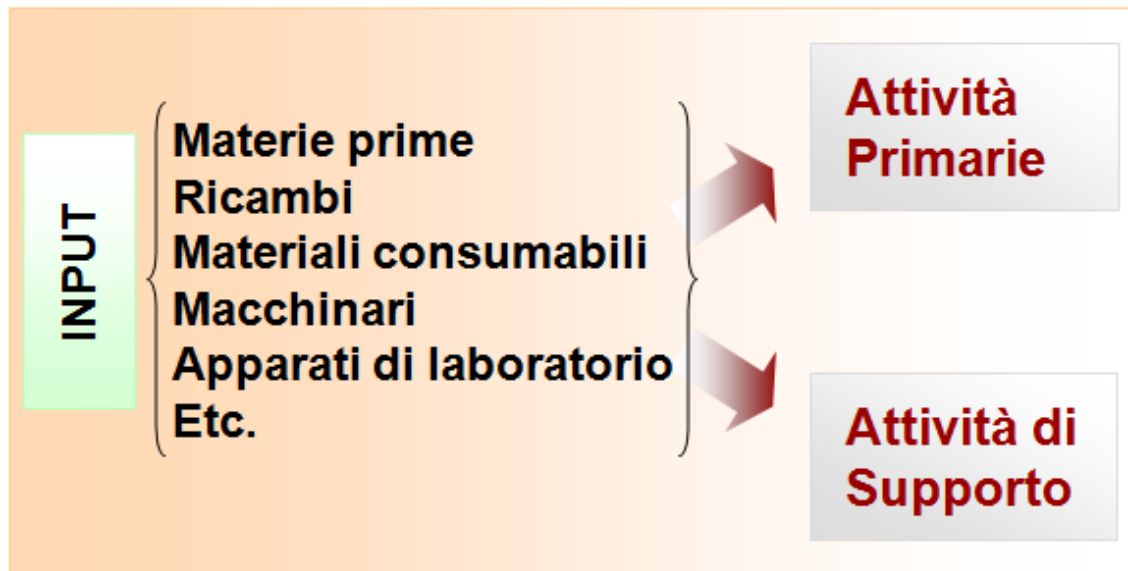 INPUT
Materie prime
Ricambi
Materiali consumabili
Macchinari
Apparati di laboratorio
Etc.
Attività
Primarie
Attività di
Supporto